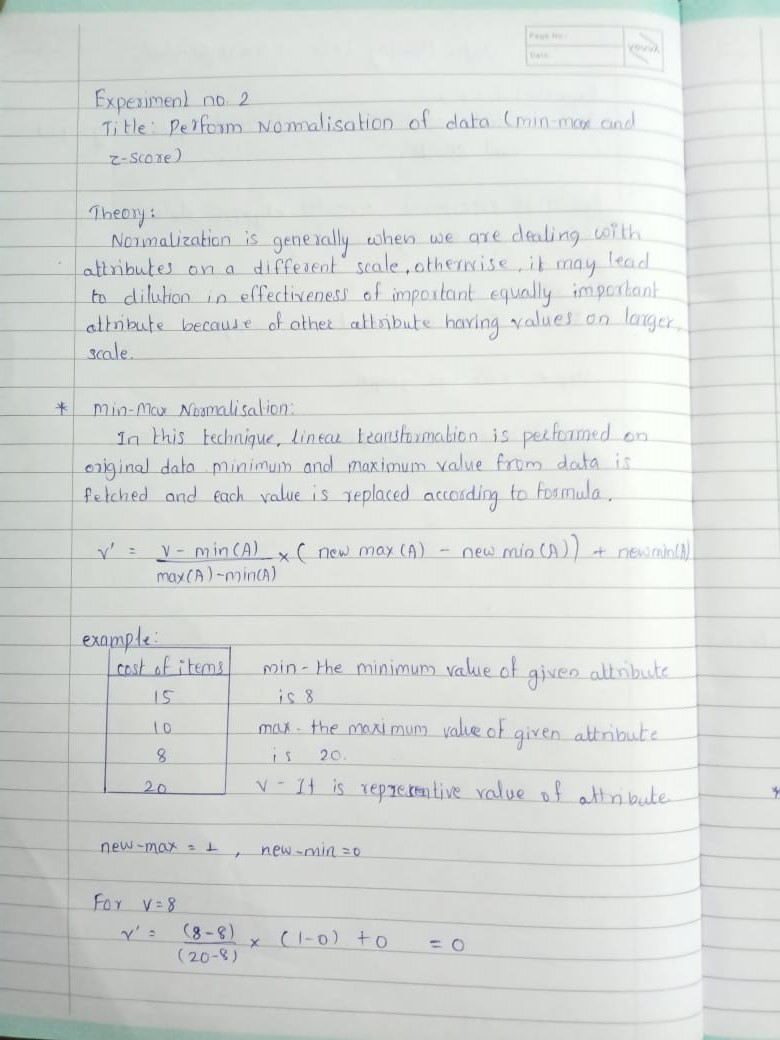 Page No:
Date:
YOUVA
Experiment no. 2
Title: Perform Normalisation of data (min-max and
z-score)
Theory:
Normalization is generally when we are dealing with
attributes on a different scale, otherwise, it may lead
to dilution in effectiveness of important equally important
attribute because of other attribute having values on larger
scale.
* min-max Normalisation:
In this technique, linear transformation is performed on
original data minimum and maximum value from data is
fetched and each value is replaced according to formula.
v' = v - min(A) / max(A)-min(A) × ( new max (A) - new min (A)) + new min(A)
example:
cost of items
15
10
8
20
min - the minimum value of given attribute
is 8
max - the maximum value of given attribute
is 20.
v - It is represntive value of attribute
new-max = 1 , new-min = 0
For v=8
v' = (8-8) / (20-8) × (1-0) + 0 = 0